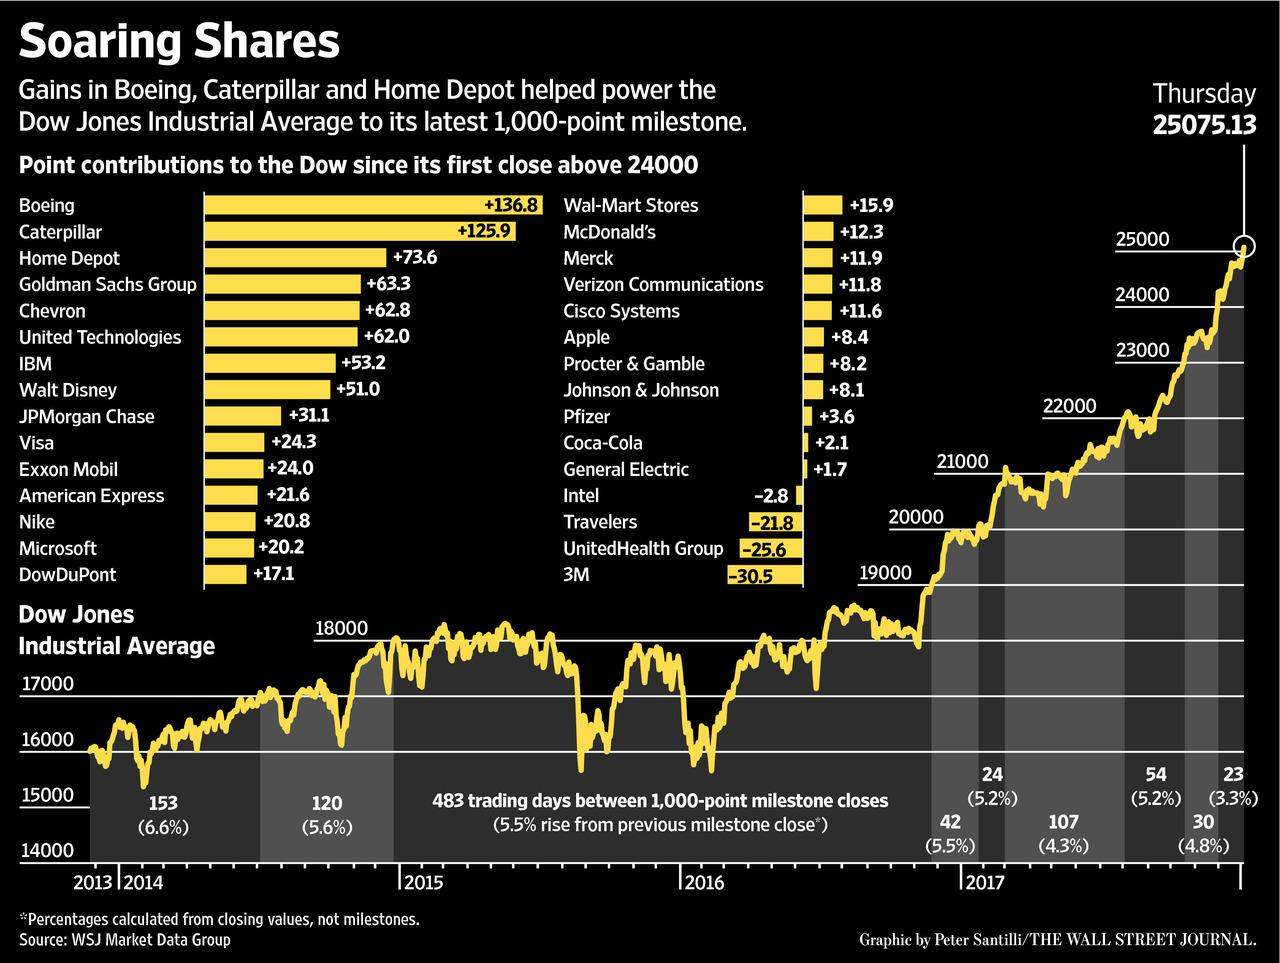 Soaring Shares
Gains in Boeing, Caterpillar and Home Depot helped power the
Dow Jones Industrial Average to its latest 1,000-point milestone.
Thursday
25075.13
Point contributions to the Dow since its first close above 24000
Boeing +136.8
Caterpillar +125.9
Home Depot +73.6
Goldman Sachs Group +63.3
Chevron +62.8
United Technologies +62.0
IBM +53.2
Walt Disney +51.0
JPMorgan Chase +31.1
Visa +24.3
Exxon Mobil +24.0
American Express +21.6
Nike +20.8
Microsoft +20.2
DowDuPont +17.1
Wal-Mart Stores +15.9
McDonald's +12.3
Merck +11.9
Verizon Communications +11.8
Cisco Systems +11.6
Apple +8.4
Procter & Gamble +8.2
Johnson & Johnson +8.1
Pfizer +3.6
Coca-Cola +2.1
General Electric +1.7
Intel –2.8
Travelers –21.8
UnitedHealth Group –25.6
3M –30.5
Dow Jones
Industrial Average
25000
24000
23000
22000
21000
20000
19000
18000
17000
16000
15000
14000
153
(6.6%)
120
(5.6%)
483 trading days between 1,000-point milestone closes
(5.5% rise from previous milestone close*)
42
(5.5%)
24
(5.2%)
107
(4.3%)
54
(5.2%)
30
(4.8%)
23
(3.3%)
2013 2014 2015 2016 2017
*Percentages calculated from closing values, not milestones.
Source: WSJ Market Data Group
Graphic by Peter Santilli/THE WALL STREET JOURNAL.